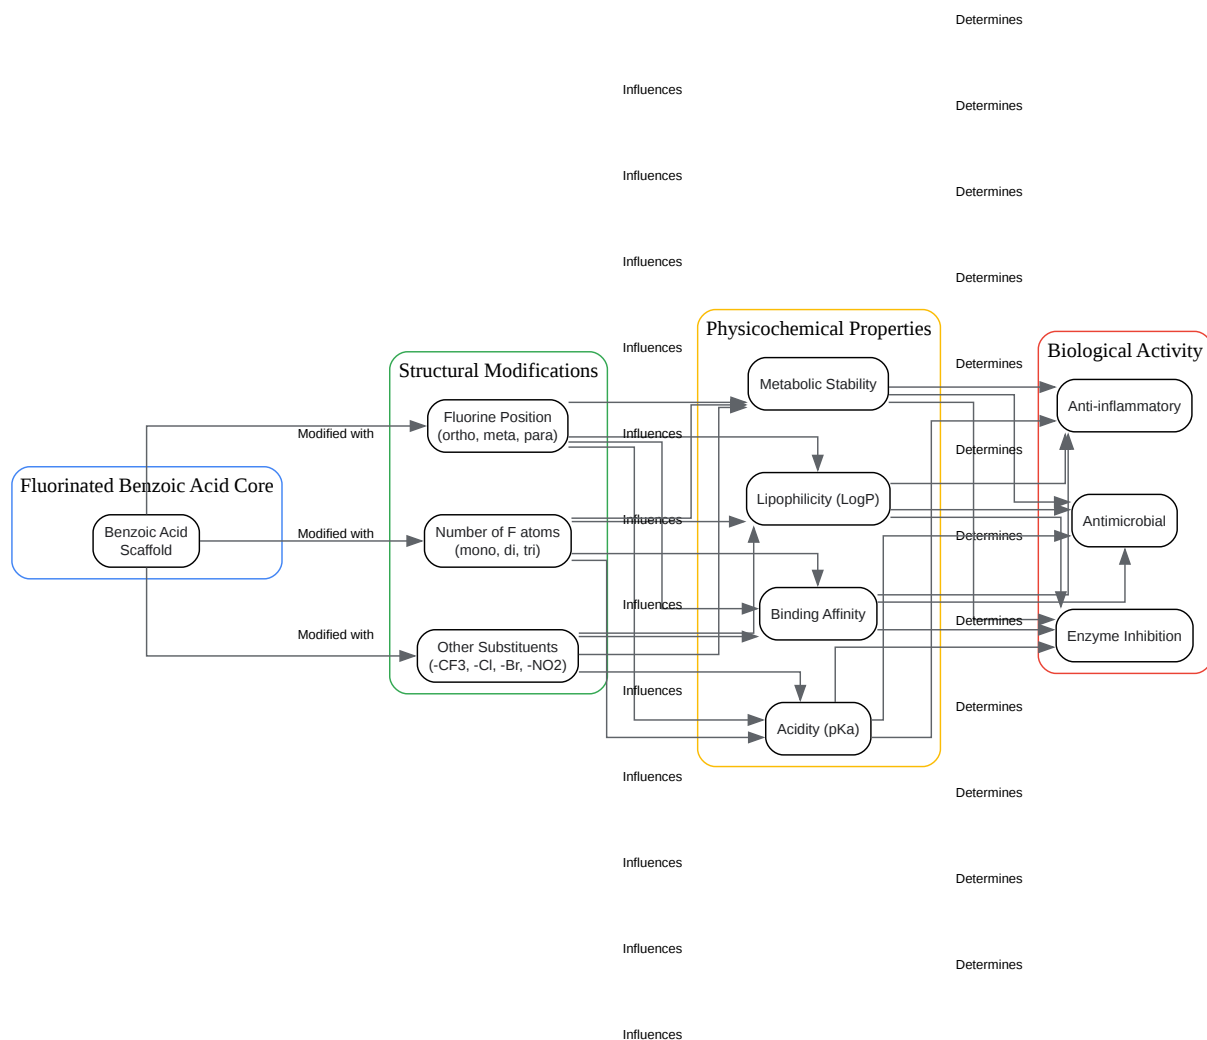 Fluorinated Benzoic Acid Core
Benzoic Acid
Scaffold
Modified with
Modified with
Modified with
Structural Modifications
Fluorine Position
(ortho, meta, para)
Number of F atoms
(mono, di, tri)
Other Substituents
(-CF3, -Cl, -Br, -NO2)
Influences
Influences
Influences
Influences
Influences
Influences
Influences
Influences
Influences
Influences
Influences
Influences
Physicochemical Properties
Metabolic Stability
Lipophilicity (LogP)
Binding Affinity
Acidity (pKa)
Determines
Determines
Determines
Determines
Determines
Determines
Determines
Determines
Determines
Determines
Determines
Determines
Biological Activity
Anti-inflammatory
Antimicrobial
Enzyme Inhibition